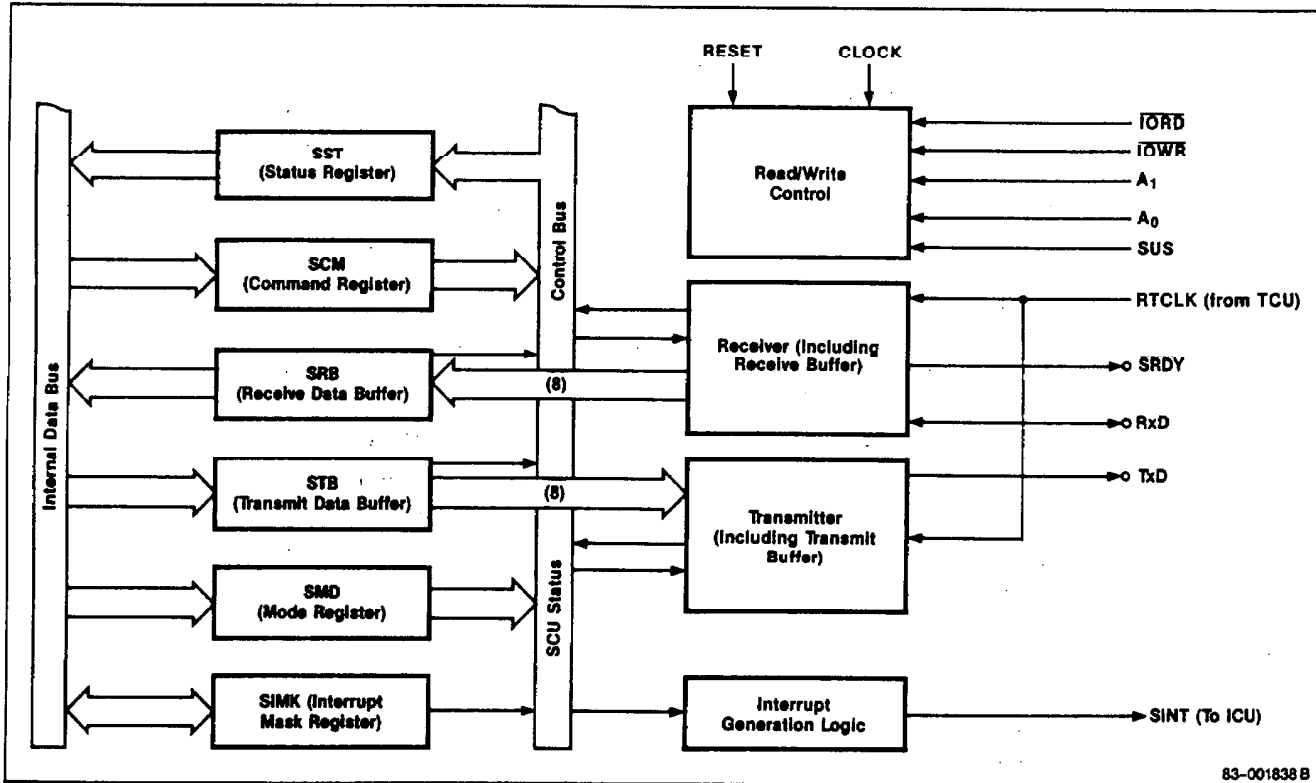 RESET
CLOCK
SST
(Status Register)
SCM
(Command Register)
SRB
(Receive Data Buffer)
STB
(Transmit Data Buffer)
SMD
(Mode Register)
SIMK (Interrupt
Mask Register)
Internal Data Bus
Control Bus
SCU Status
(8)
(8)
Read/Write
Control
Receiver (Including
Receive Buffer)
Transmitter
(Including Transmit
Buffer)
Interrupt
Generation Logic
IORD
IOWR
A1
A0
SUS
RTCLK (from TCU)
SRDY
RxD
TxD
SINT (To ICU)
83-001838B